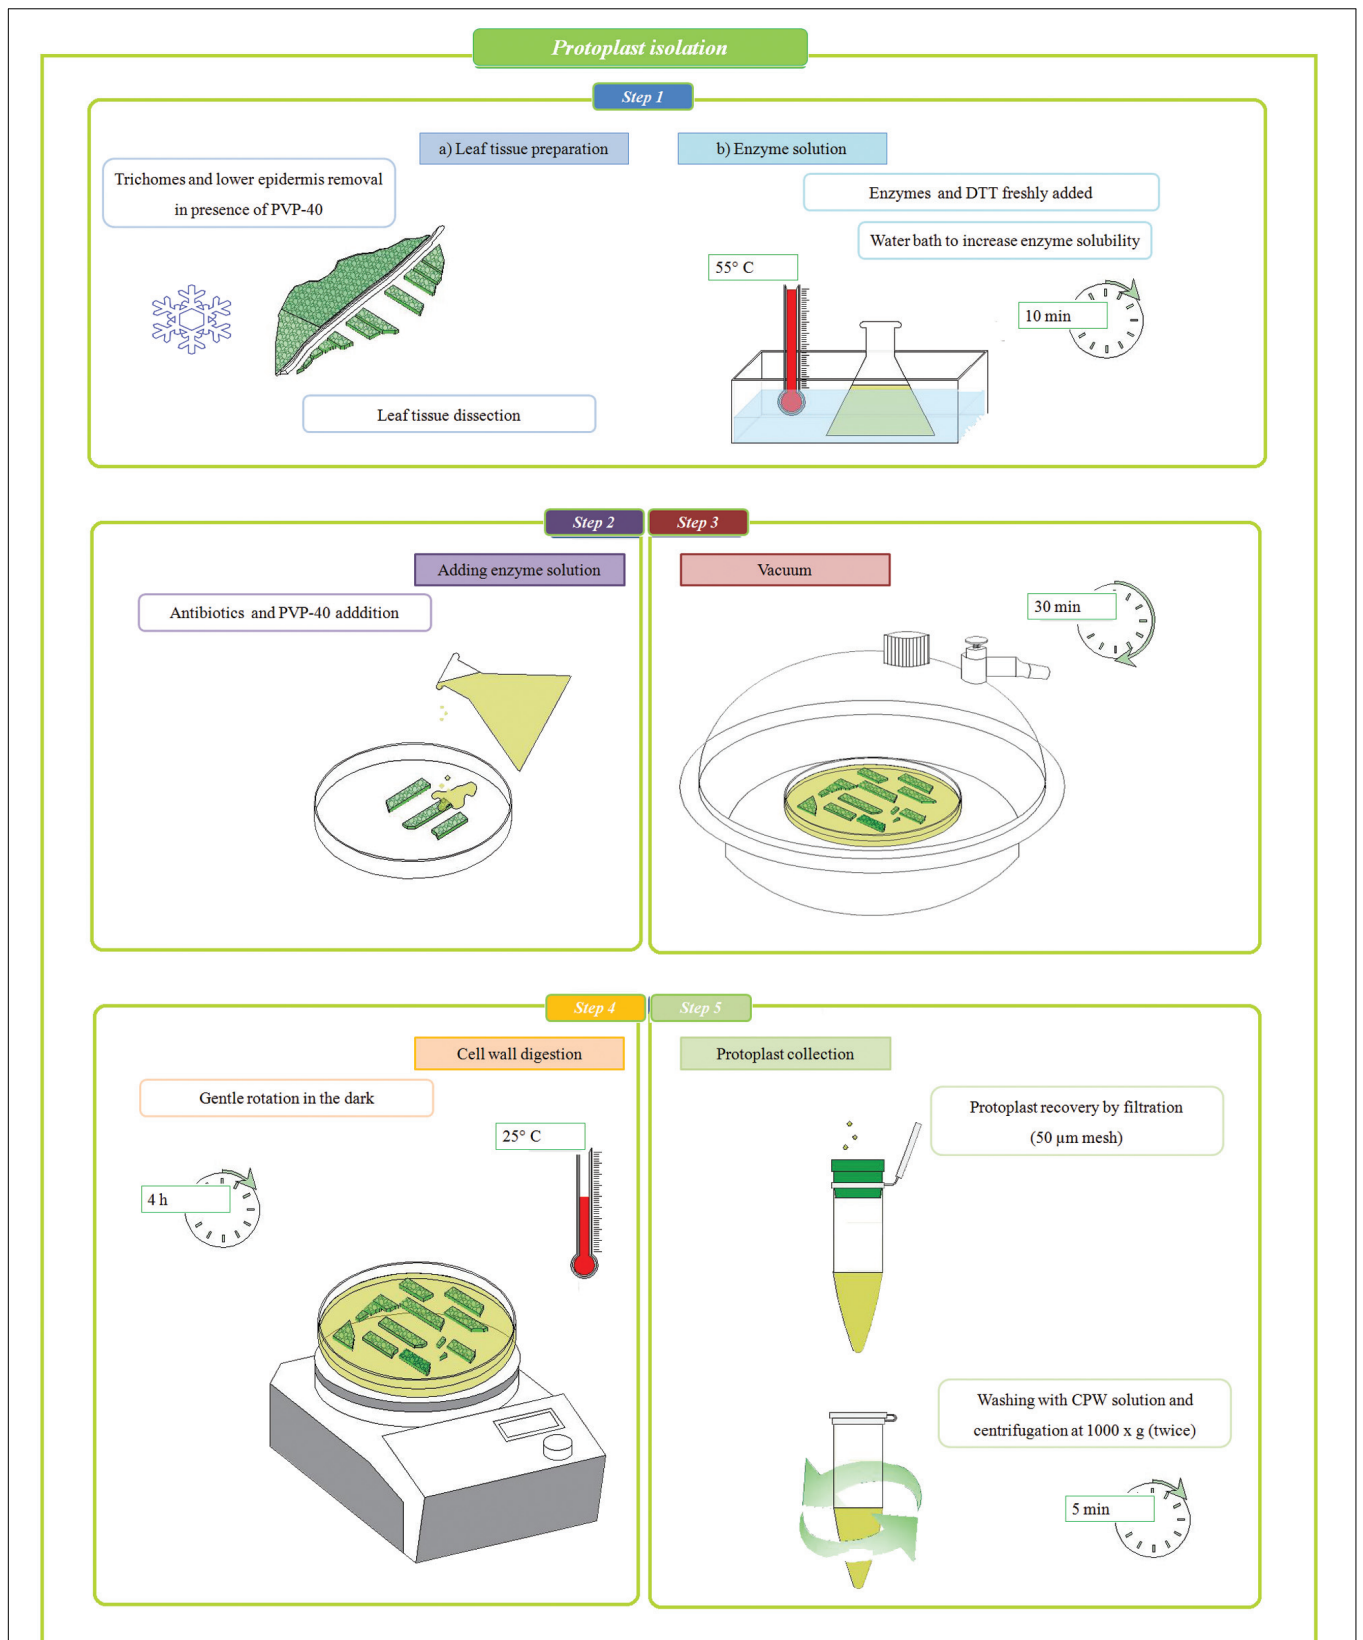 Protoplast isolation
Step 1
a) Leaf tissue preparation
Trichomes and lower epidermis removal
in presence of PVP-40
Leaf tissue dissection
b) Enzyme solution
Enzymes and DTT freshly added
Water bath to increase enzyme solubility
55° C
10 min
Step 2
Adding enzyme solution
Antibiotics and PVP-40 adddition
Step 3
Vacuum
30 min
Step 4
Cell wall digestion
Gentle rotation in the dark
25° C
4 h
Step 5
Protoplast collection
Protoplast recovery by filtration
(50 µm mesh)
Washing with CPW solution and
centrifugation at 1000 x g (twice)
5 min